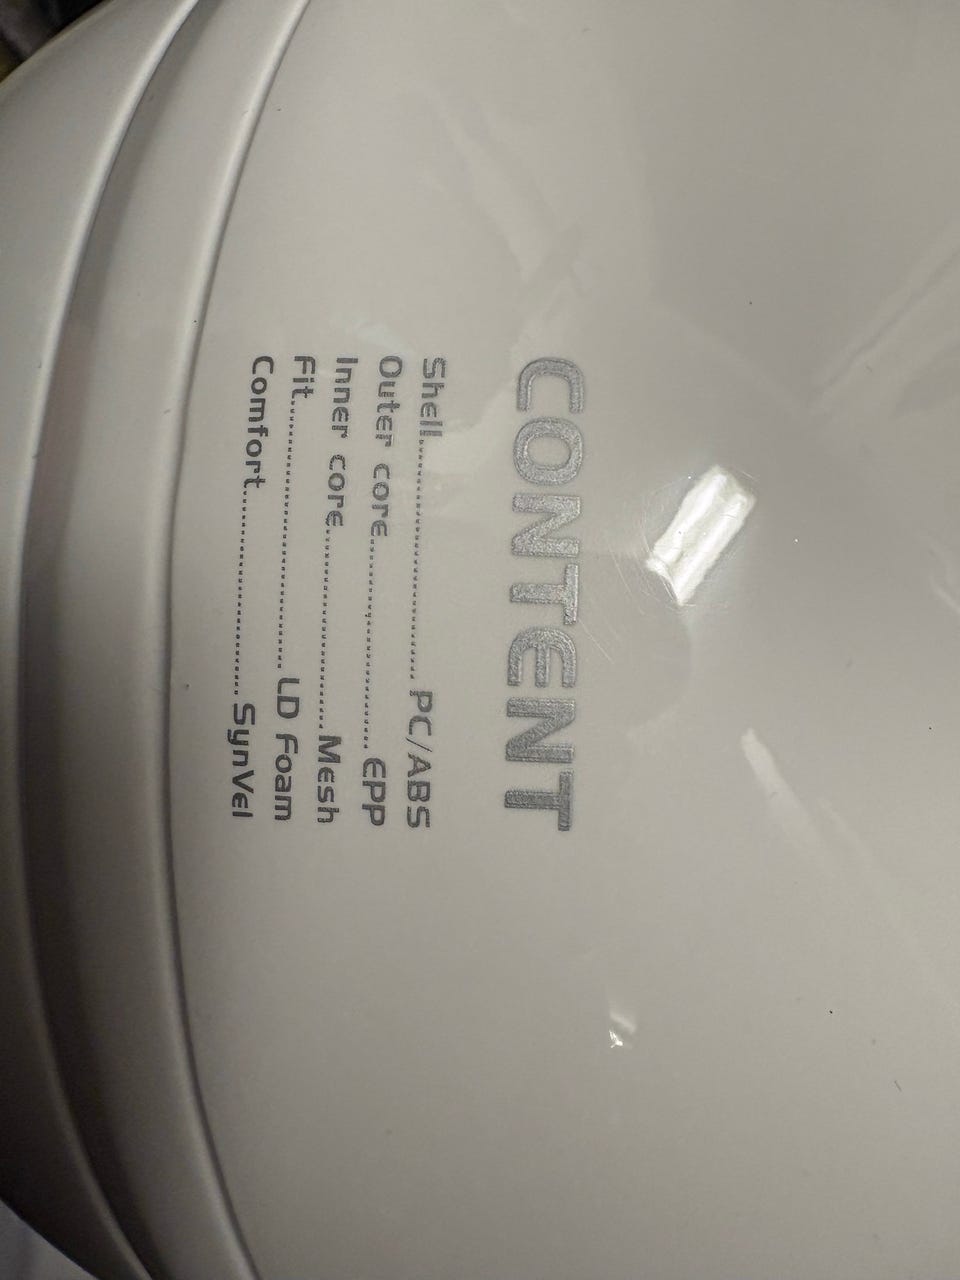 CONTENT
Shell.......................... PC/ABS
Outer core.......................... EPP
Inner core..........................Mesh
Fit.................................. LD Foam
Comfort.......................... SynVel